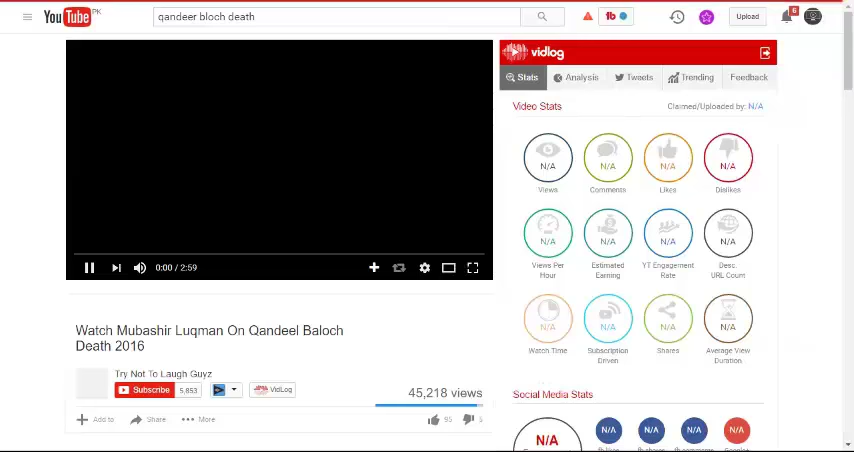 YouTube PK
qandeer bloch death
fb
Upload
6
vidlog
Stats
Analysis
Tweets
Trending
Feedback
Video Stats
Claimed/Uploaded by: N/A
N/A N/A N/A N/A
Views Comments Likes Dislikes
N/A N/A N/A N/A
Views Per Estimated YT Engagement Desc.
Hour Earning Rate URL Count
N/A N/A N/A N/A
Watch Time Subscription Shares Average View
Driven Duration
Social Media Stats
N/A N/A N/A N/A N/A
0:00 / 2:59
Watch Mubashir Luqman On Qandeel Baloch
Death 2016
Try Not To Laugh Guyz
Subscribe 5,853 VidLog
45,218 views
Add to Share More 95